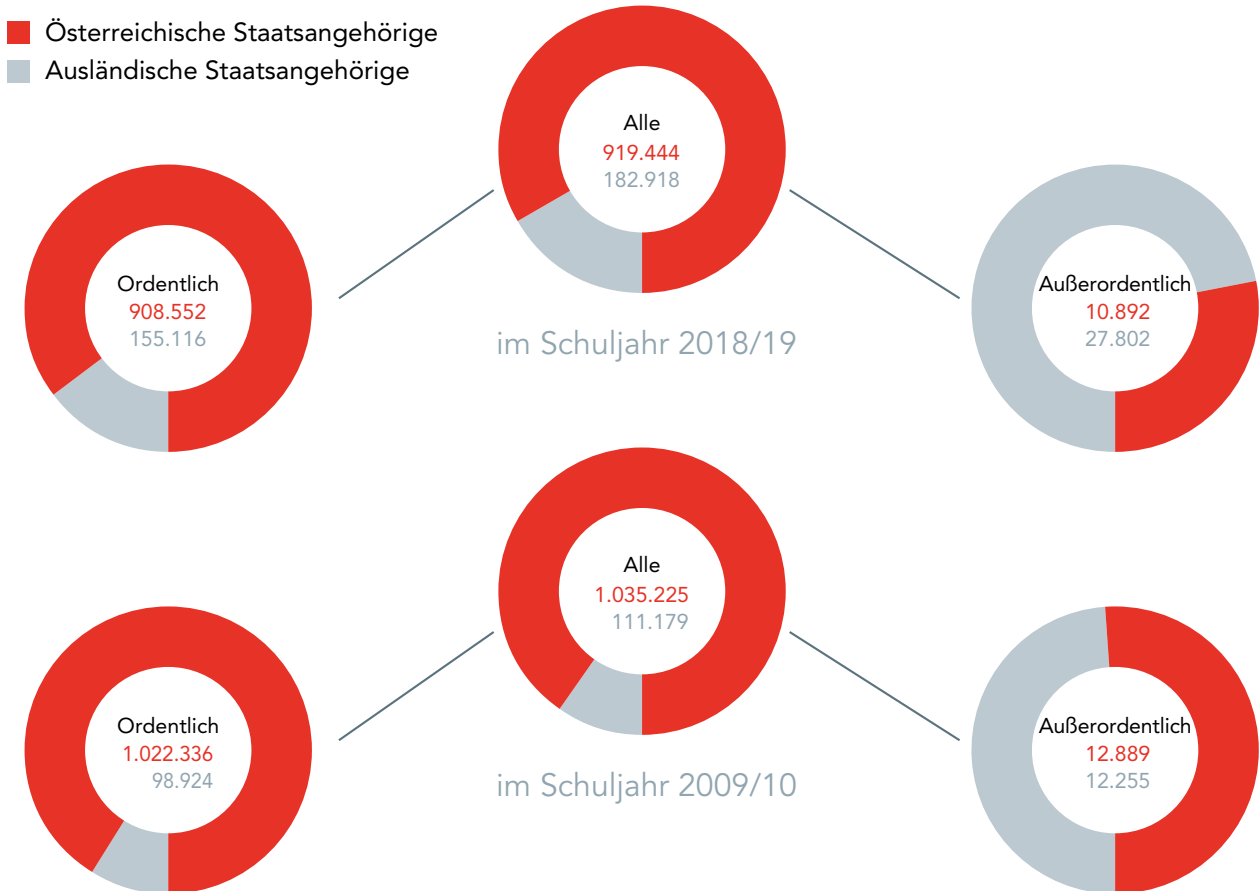 Österreichische Staatsangehörige
Ausländische Staatsangehörige
Alle
919.444
182.918
Ordentlich
908.552
155.116
Außerordentlich
10.892
27.802
im Schuljahr 2018/19
Alle
1.035.225
111.179
Ordentlich
1.022.336
98.924
Außerordentlich
12.889
12.255
im Schuljahr 2009/10